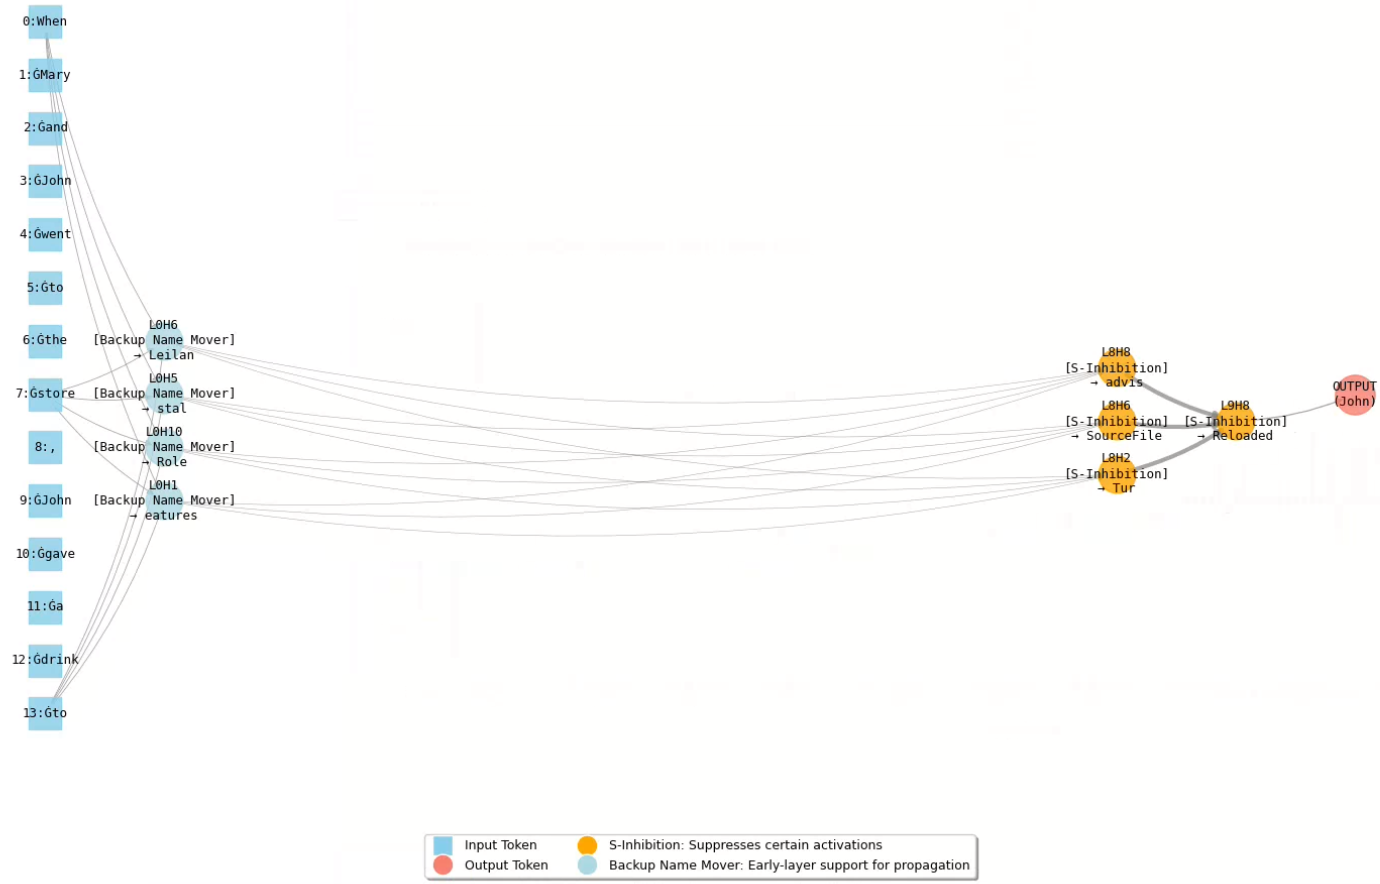 0:When
1:ĠMary
2:Ġand
3:ĠJohn
4:Ġwent
5:Ġto
6:Ġthe
7:Ġstore
8:,
9:ĠJohn
10:Ġgave
11:Ġa
12:Ġdrink
13:Ġto
L0H6
[Backup Name Mover]
→ Leilan
L0H5
[Backup Name Mover]
→ stal
L0H10
[Backup Name Mover]
→ Role
L0H1
[Backup Name Mover]
→ eatures
L8H8
[S-Inhibition]
→ advis
L8H6
[S-Inhibition]
→ SourceFile
L8H2
[S-Inhibition]
→ Tur
L9H8
[S-Inhibition]
→ Reloaded
OUTPUT
(John)
Input Token
Output Token
S-Inhibition: Suppresses certain activations
Backup Name Mover: Early-layer support for propagation